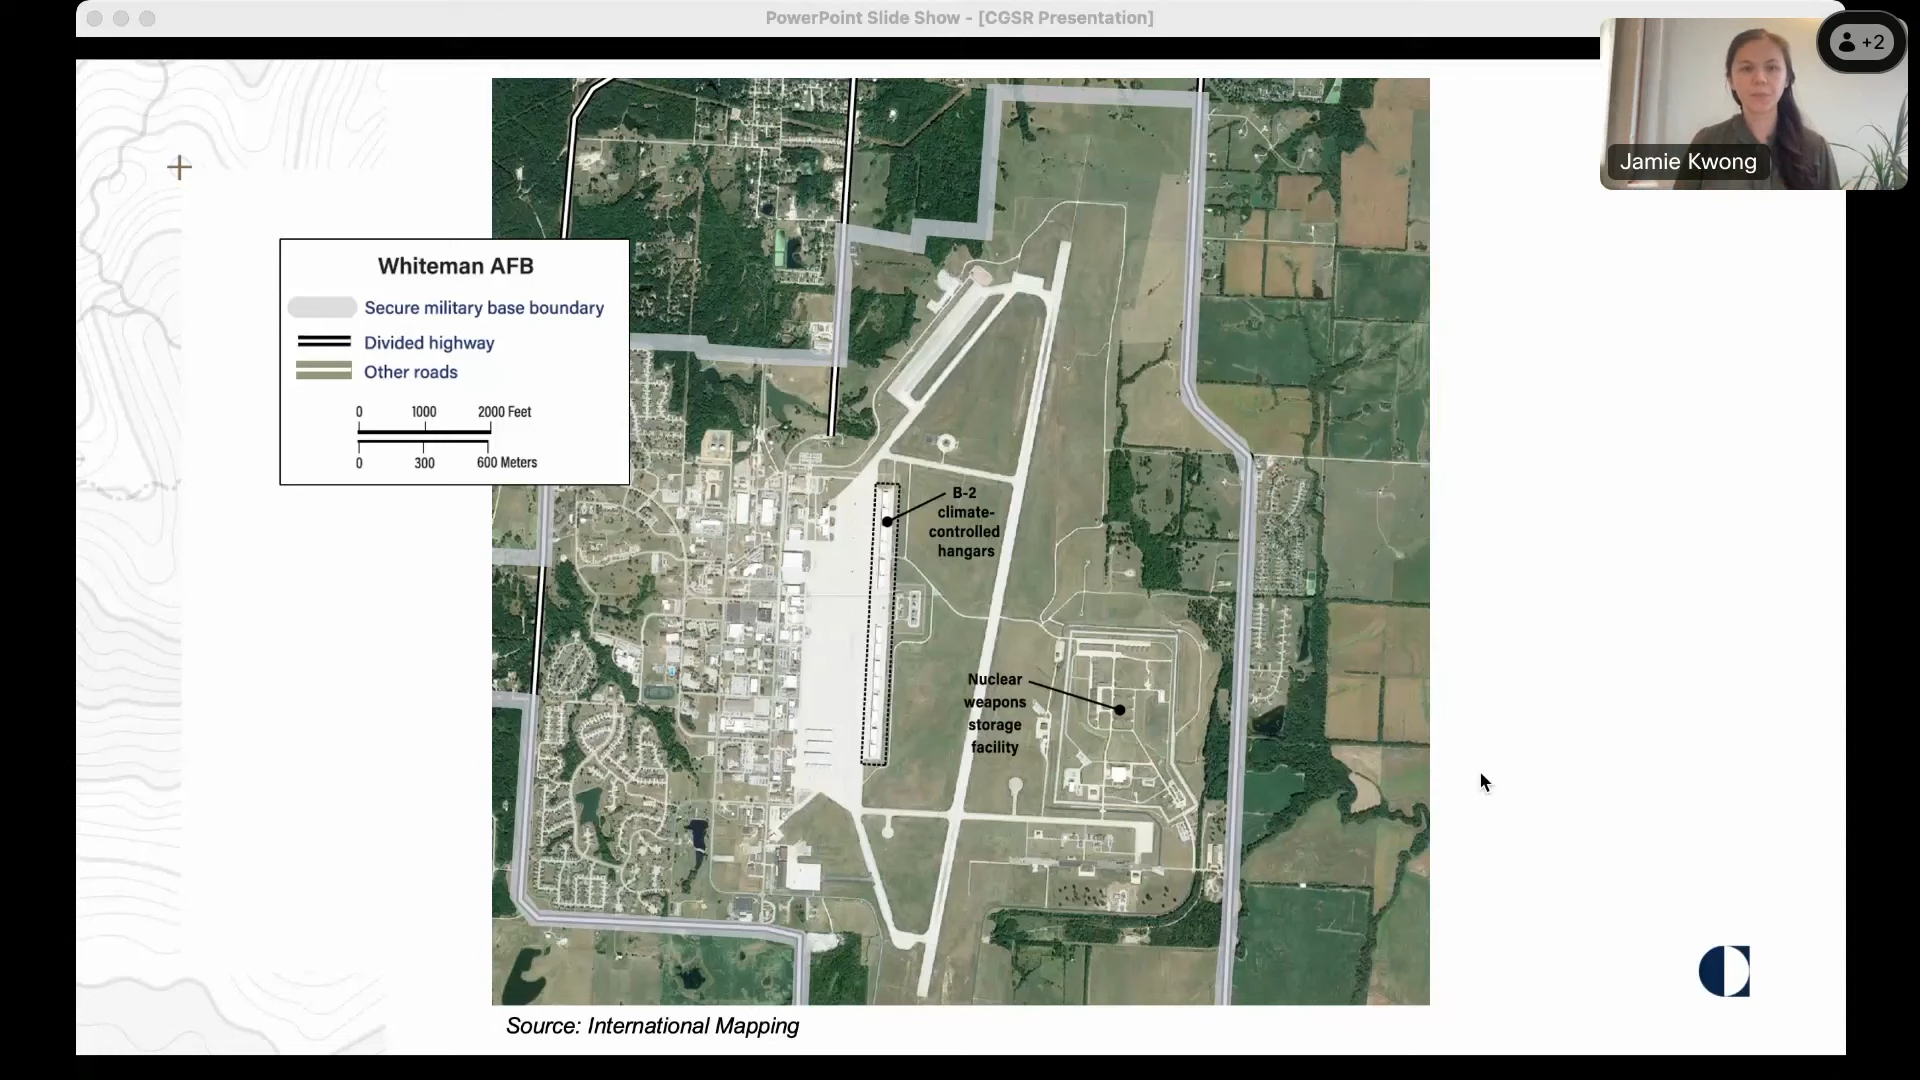 PowerPoint Slide Show - [CGSR Presentation]
+2
Jamie Kwong
Whiteman AFB
Secure military base boundary
Divided highway
Other roads
0 1000 2000 Feet
0 300 600 Meters
B-2
climate-
controlled
hangars
Nuclear
weapons
storage
facility
Source: International Mapping